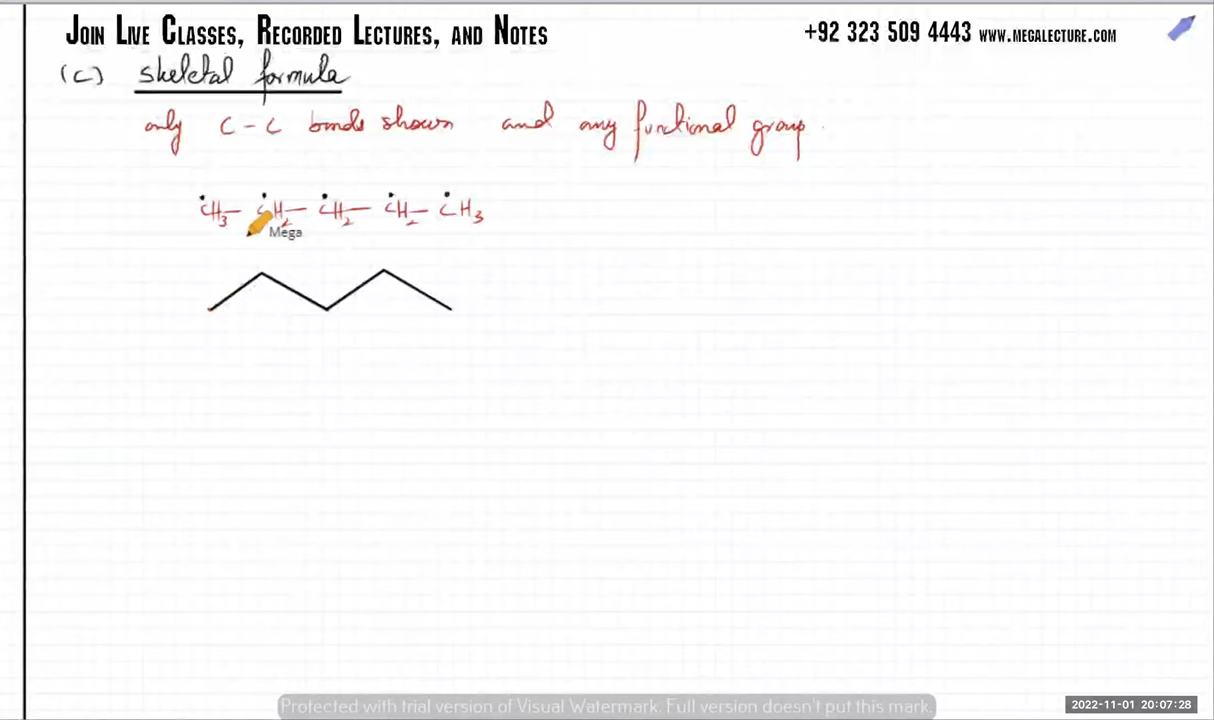 JOIN LIVE CLASSES, RECORDED LECTURES, AND NOTES +92 323 509 4443 WWW.MEGALECTURE.COM
(c) skeletal formula
only C-C bonds shown and any functional group.
CH3 - CH2 - CH2 - CH2 - CH3
Mega
Protected with trial version of Visual Watermark. Full version doesn't put this mark.
2022-11-01 20:07:28